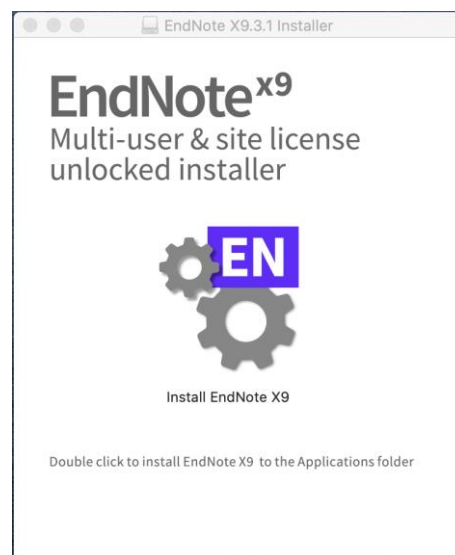 EndNote X9.3.1 Installer
EndNote x9
Multi-user & site license
unlocked installer
EN
Install EndNote X9
Double click to install EndNote X9 to the Applications folder